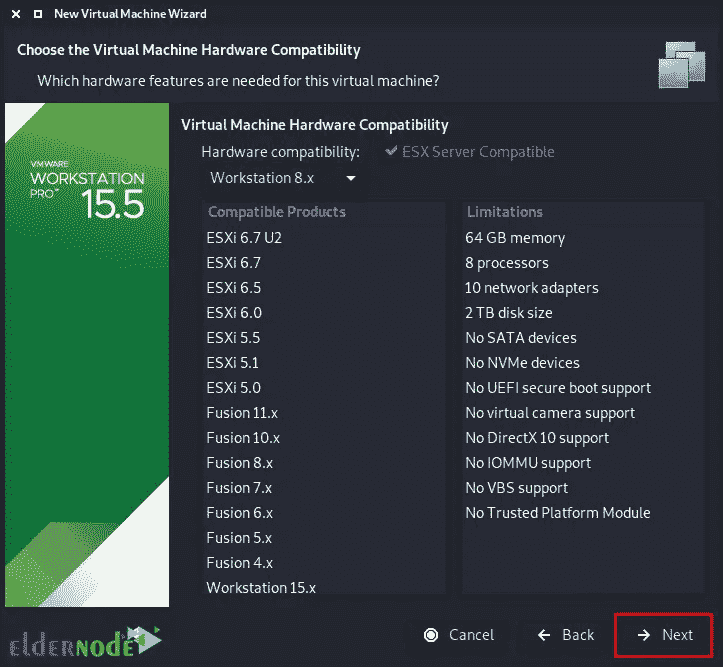 New Virtual Machine Wizard
Choose the Virtual Machine Hardware Compatibility
Which hardware features are needed for this virtual machine?
VMWARE
WORKSTATION
PRO™
15.5
Virtual Machine Hardware Compatibility
Hardware compatibility:
ESX Server Compatible
Workstation 8.x
Compatible Products
ESXi 6.7 U2
ESXi 6.7
ESXi 6.5
ESXi 6.0
ESXi 5.5
ESXi 5.1
ESXi 5.0
Fusion 11.x
Fusion 10.x
Fusion 8.x
Fusion 7.x
Fusion 6.x
Fusion 5.x
Fusion 4.x
Workstation 15.x
Limitations
64 GB memory
8 processors
10 network adapters
2 TB disk size
No SATA devices
No NVMe devices
No UEFI secure boot support
No virtual camera support
No DirectX 10 support
No IOMMU support
No VBS support
No Trusted Platform Module
elderNODE
Cancel
Back
Next